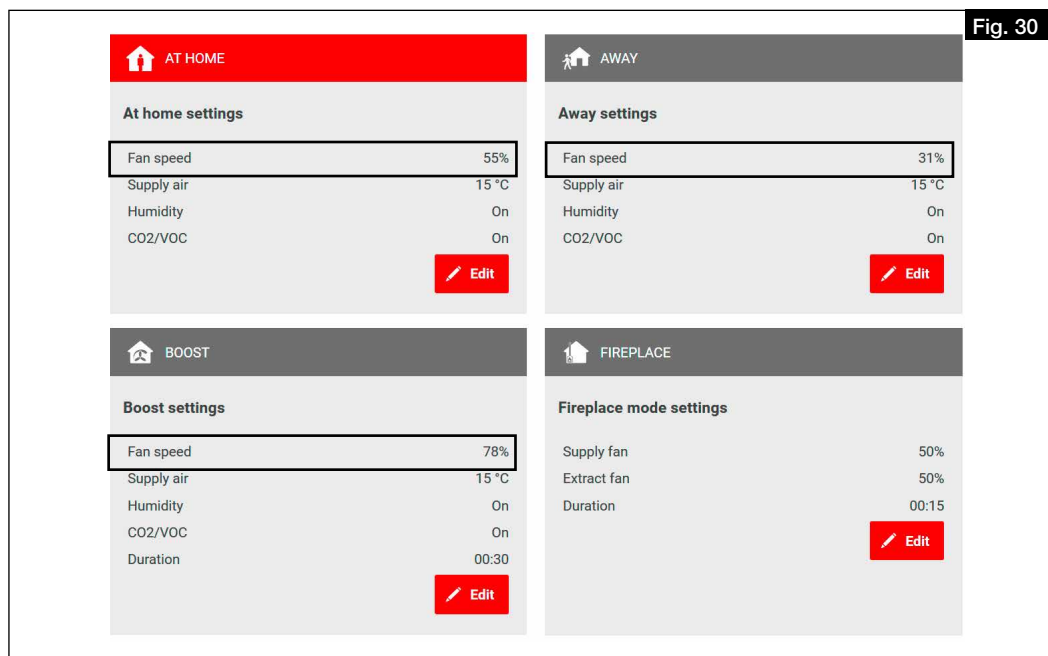 Fig. 30
AT HOME
At home settings
Fan speed 55%
Supply air 15 °C
Humidity On
CO2/VOC On
Edit
AWAY
Away settings
Fan speed 31%
Supply air 15 °C
Humidity On
CO2/VOC On
Edit
BOOST
Boost settings
Fan speed 78%
Supply air 15 °C
Humidity On
CO2/VOC On
Duration 00:30
Edit
FIREPLACE
Fireplace mode settings
Supply fan 50%
Extract fan 50%
Duration 00:15
Edit